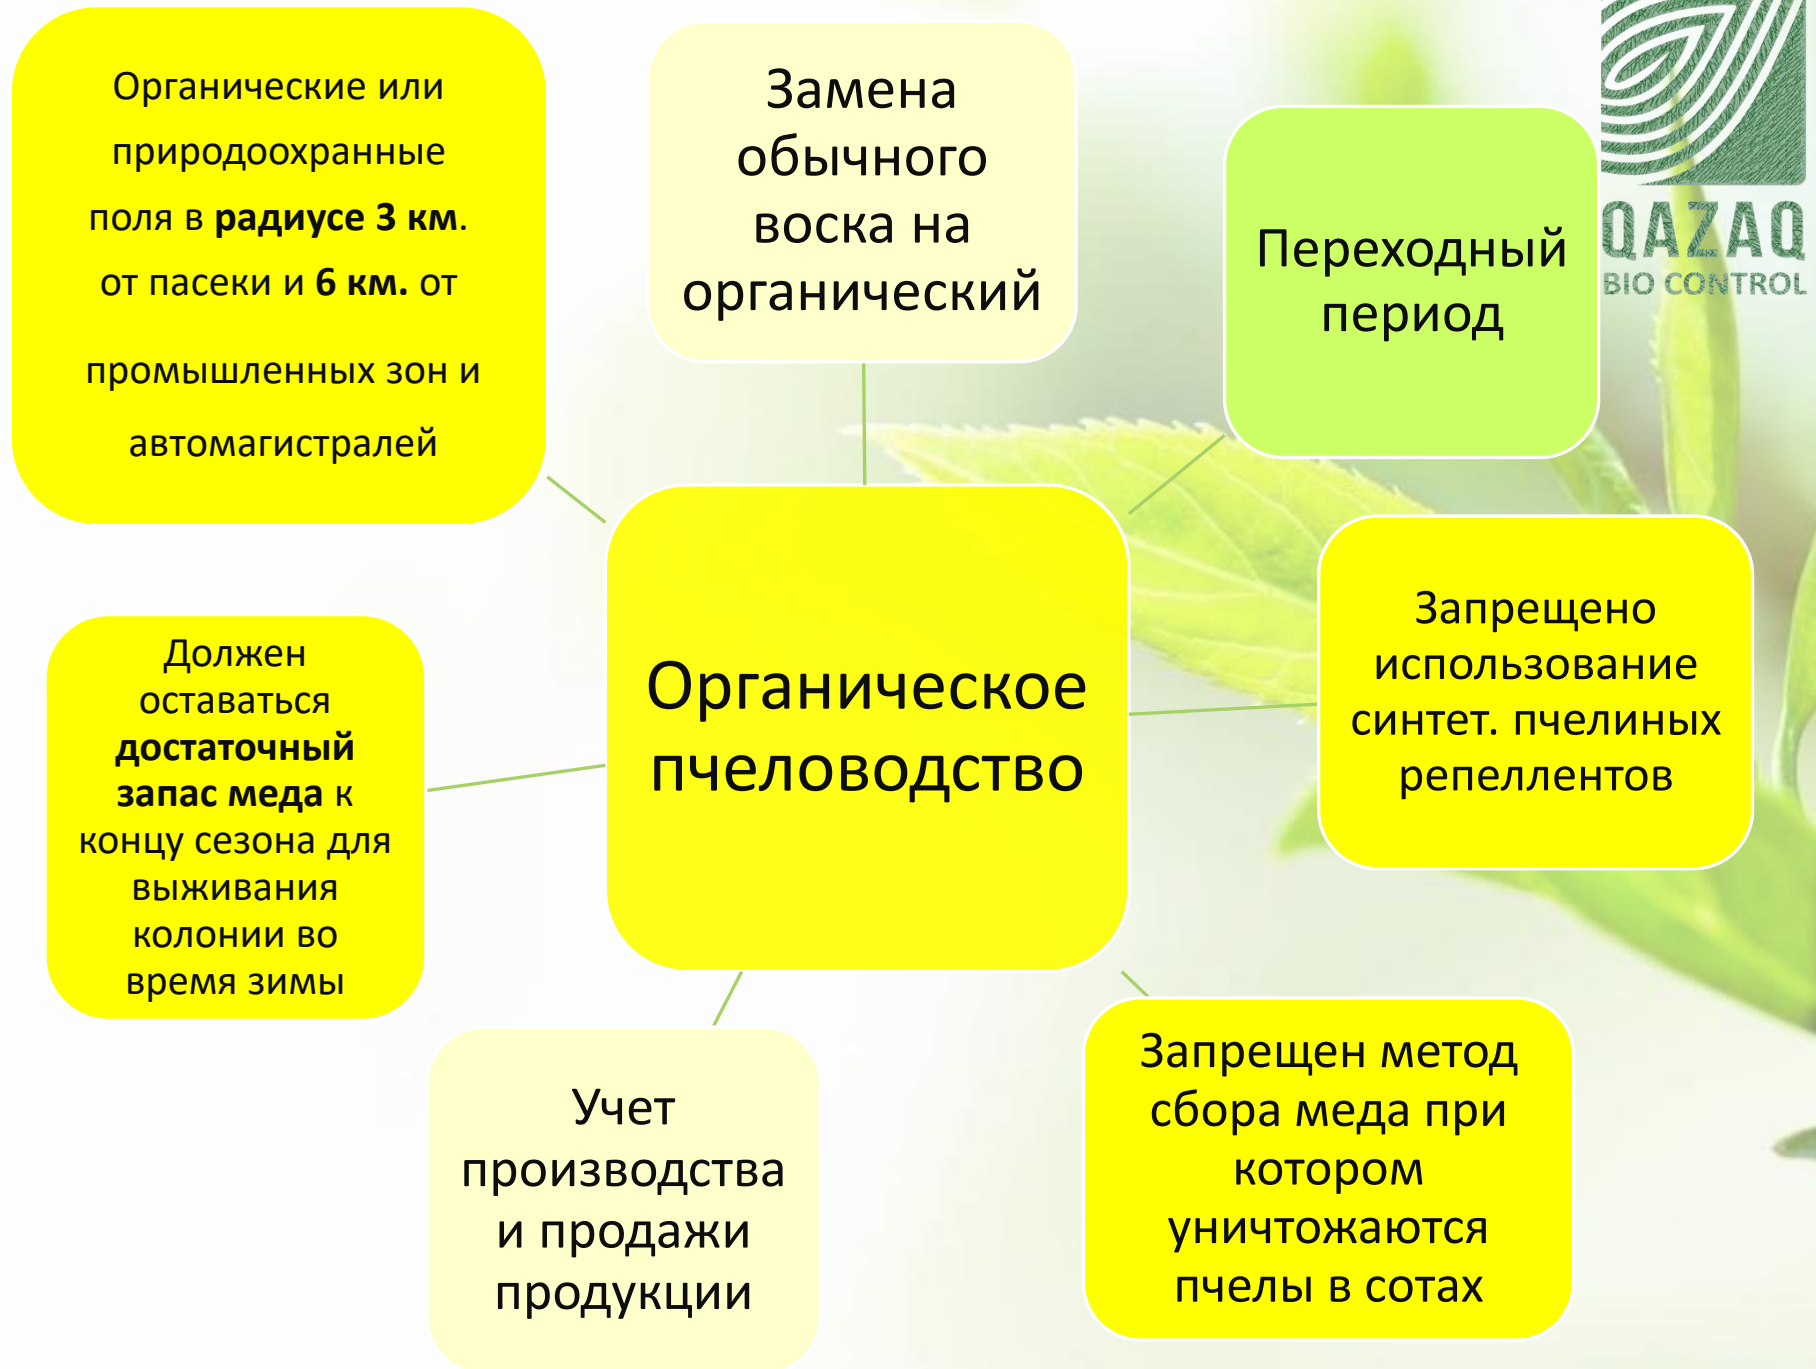 Органические или
природоохранные
поля в радиусе 3 км.
от пасеки и 6 км. от
промышленных зон и
автомагистралей
Замена
обычного
воска на
органический
Переходный
период
QAZAQ
BIO CONTROL
Органическое
пчеловодство
Запрещено
использование
синтет. пчелиных
репеллентов
Должен
оставаться
достаточный
запас меда к
концу сезона для
выживания
колонии во
время зимы
Учет
производства
и продажи
продукции
Запрещен метод
сбора меда при
котором
уничтожаются
пчелы в сотах